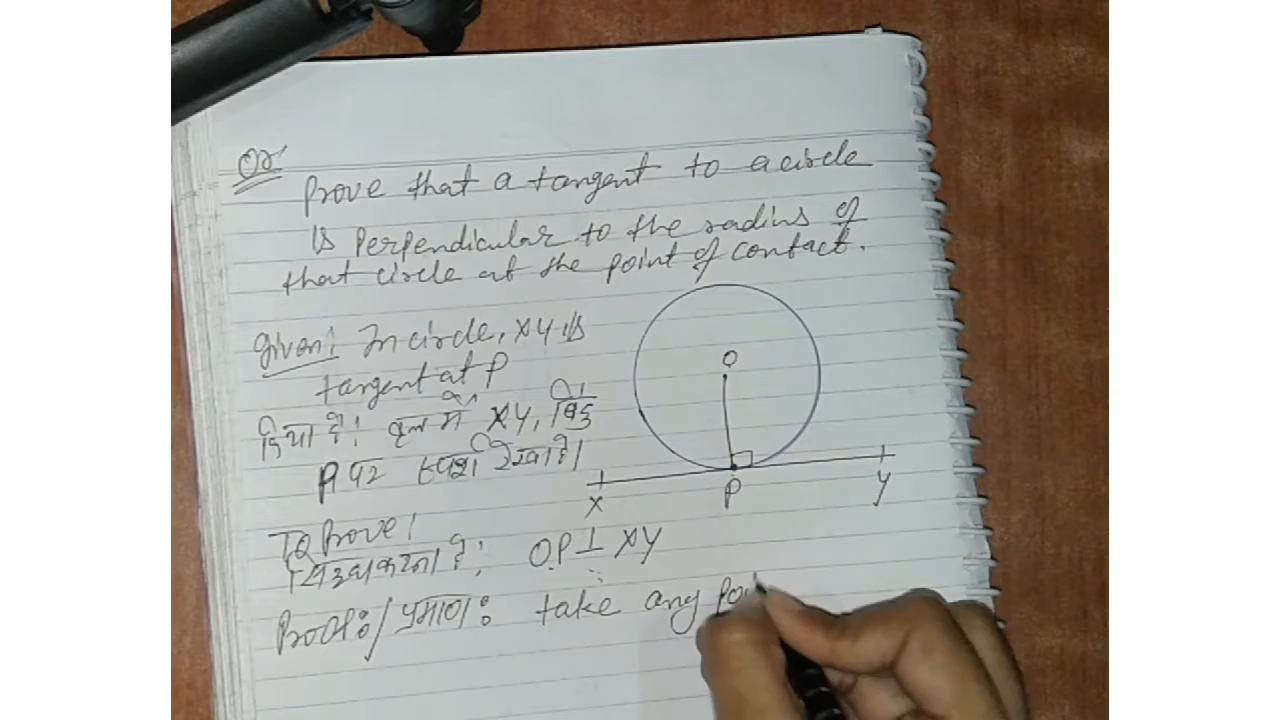 Or
Prove that a tangent to a circle
is perpendicular to the radius of
that circle at the point of contact.
Given: In circle, XY is
tangent at P
दिया है: वृत्त में XY, बिंदु
P पर स्पर्श रेखा है।
To Prove:
सिद्ध करना है: OP ⊥ XY
Proof:/प्रमाण: take any poi
O
X
P
Y